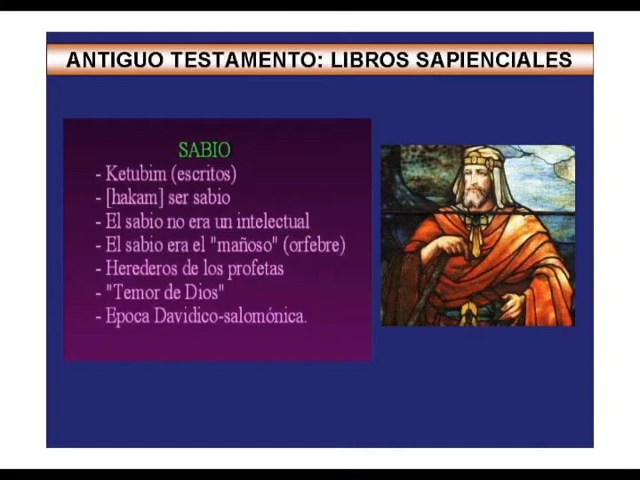 ANTIGUO TESTAMENTO: LIBROS SAPIENCIALES
SABIO
- Ketubim (escritos)
- [hakam] ser sabio
- El sabio no era un intelectual
- El sabio era el "mañoso" (orfebre)
- Herederos de los profetas
- "Temor de Dios"
- Epoca Davidico-salomónica.